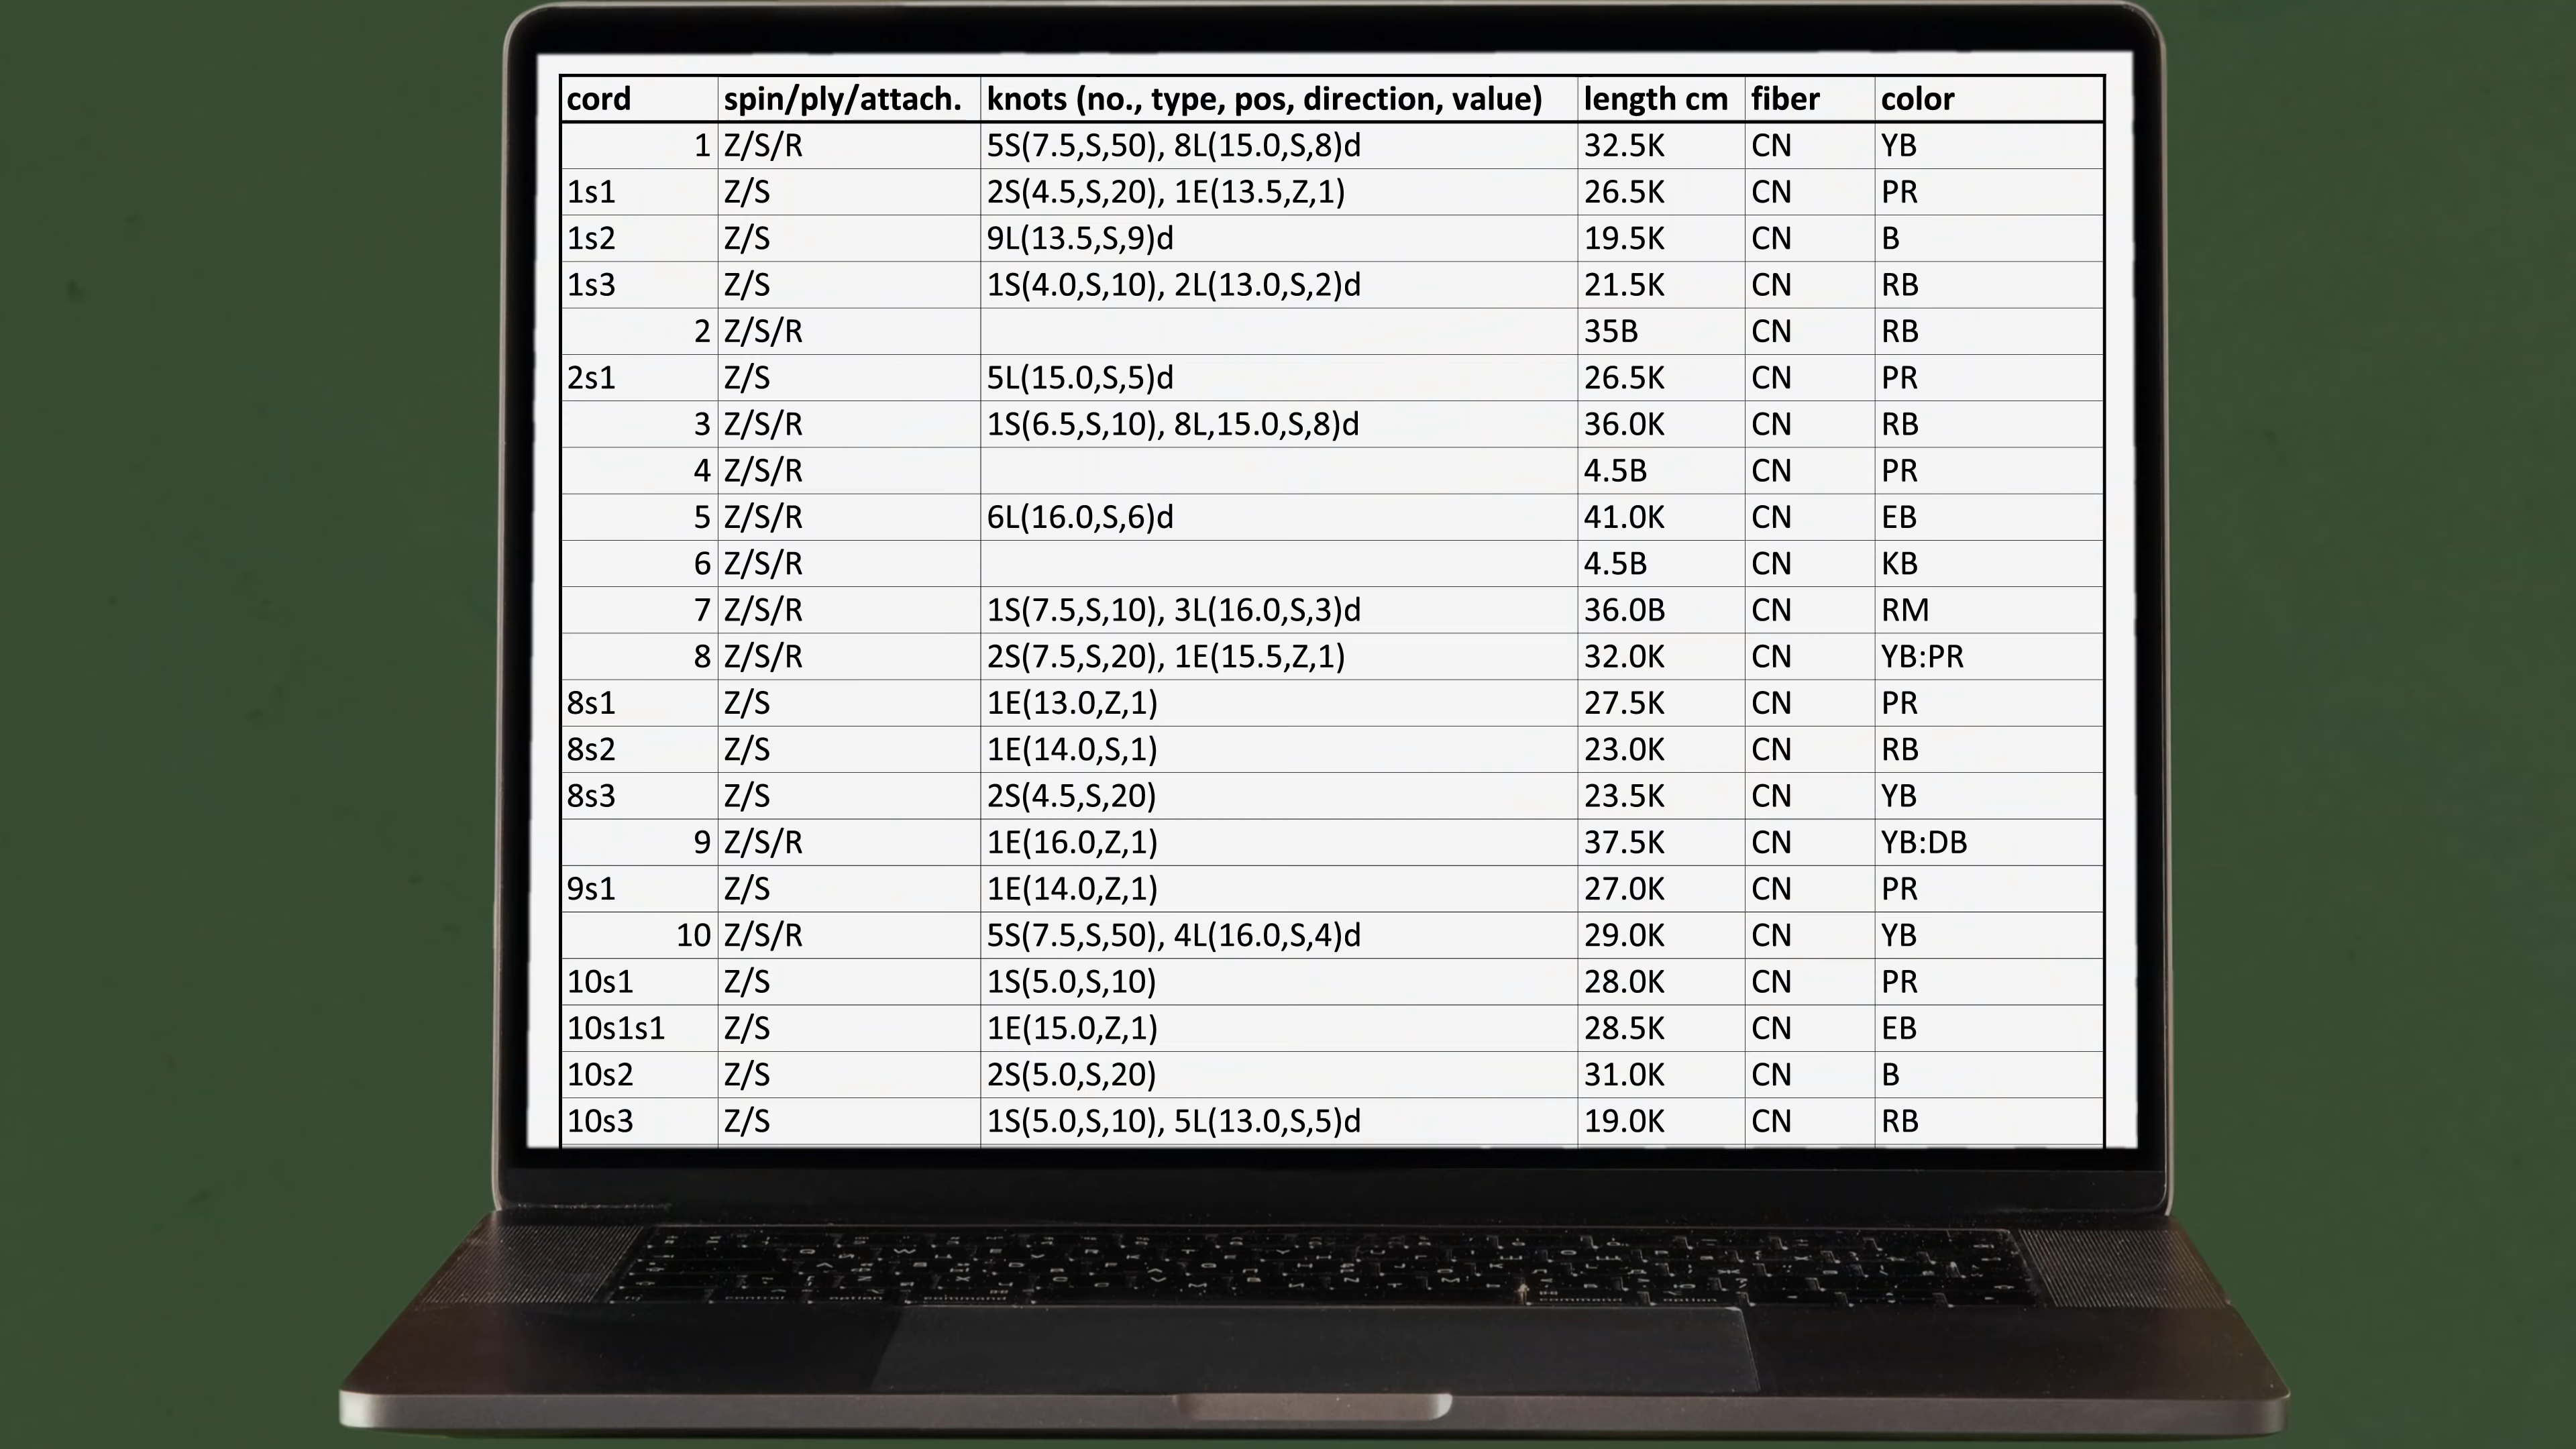 cord spin/ply/attach. knots (no., type, pos, direction, value) length cm fiber color
1 Z/S/R 5S(7.5,S,50), 8L(15.0,S,8)d 32.5K CN YB
1s1 Z/S 2S(4.5,S,20), 1E(13.5,Z,1) 26.5K CN PR
1s2 Z/S 9L(13.5,S,9)d 19.5K CN B
1s3 Z/S 1S(4.0,S,10), 2L(13.0,S,2)d 21.5K CN RB
2 Z/S/R 35B CN RB
2s1 Z/S 5L(15.0,S,5)d 26.5K CN PR
3 Z/S/R 1S(6.5,S,10), 8L,15.0,S,8)d 36.0K CN RB
4 Z/S/R 4.5B CN PR
5 Z/S/R 6L(16.0,S,6)d 41.0K CN EB
6 Z/S/R 4.5B CN KB
7 Z/S/R 1S(7.5,S,10), 3L(16.0,S,3)d 36.0B CN RM
8 Z/S/R 2S(7.5,S,20), 1E(15.5,Z,1) 32.0K CN YB:PR
8s1 Z/S 1E(13.0,Z,1) 27.5K CN PR
8s2 Z/S 1E(14.0,S,1) 23.0K CN RB
8s3 Z/S 2S(4.5,S,20) 23.5K CN YB
9 Z/S/R 1E(16.0,Z,1) 37.5K CN YB:DB
9s1 Z/S 1E(14.0,Z,1) 27.0K CN PR
10 Z/S/R 5S(7.5,S,50), 4L(16.0,S,4)d 29.0K CN YB
10s1 Z/S 1S(5.0,S,10) 28.0K CN PR
10s1s1 Z/S 1E(15.0,Z,1) 28.5K CN EB
10s2 Z/S 2S(5.0,S,20) 31.0K CN B
10s3 Z/S 1S(5.0,S,10), 5L(13.0,S,5)d 19.0K CN RB
control option command command option